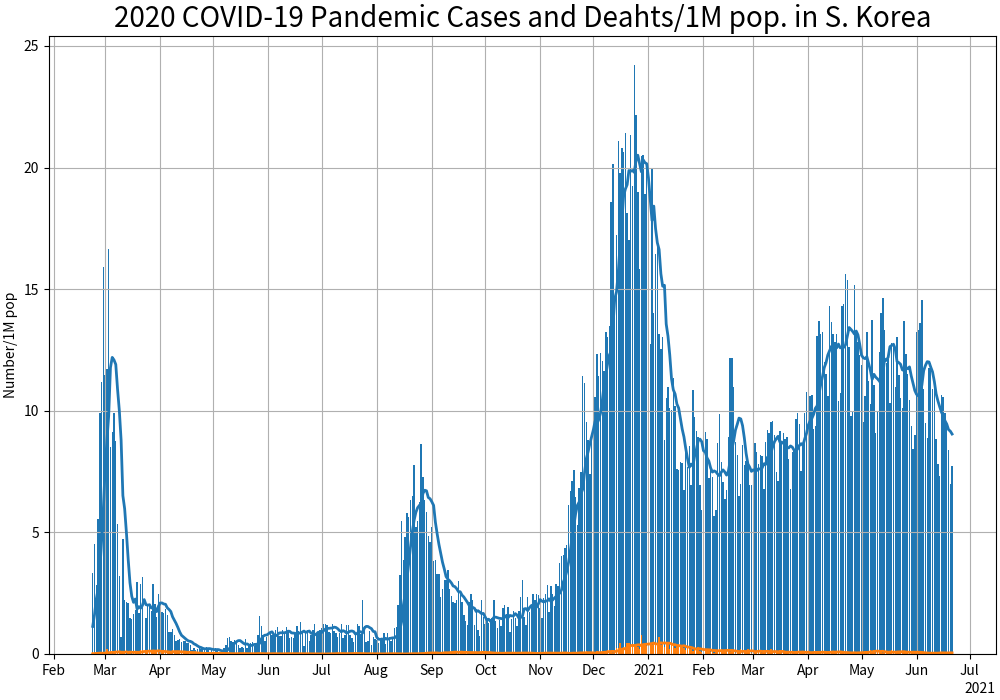 2020 COVID-19 Pandemic Cases and Deahts/1M pop. in S. Korea
Number/1M pop
25
20
15
10
5
0
Feb Mar Apr May Jun Jul Aug Sep Oct Nov Dec 2021 Feb Mar Apr May Jun Jul
2021